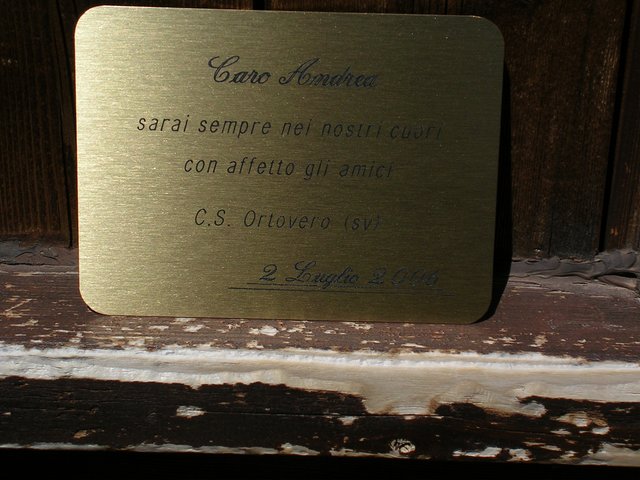 Caro Andrea
sarai sempre nei nostri cuori
con affetto gli amici
C.S. Ortovero (sv)
2 Luglio